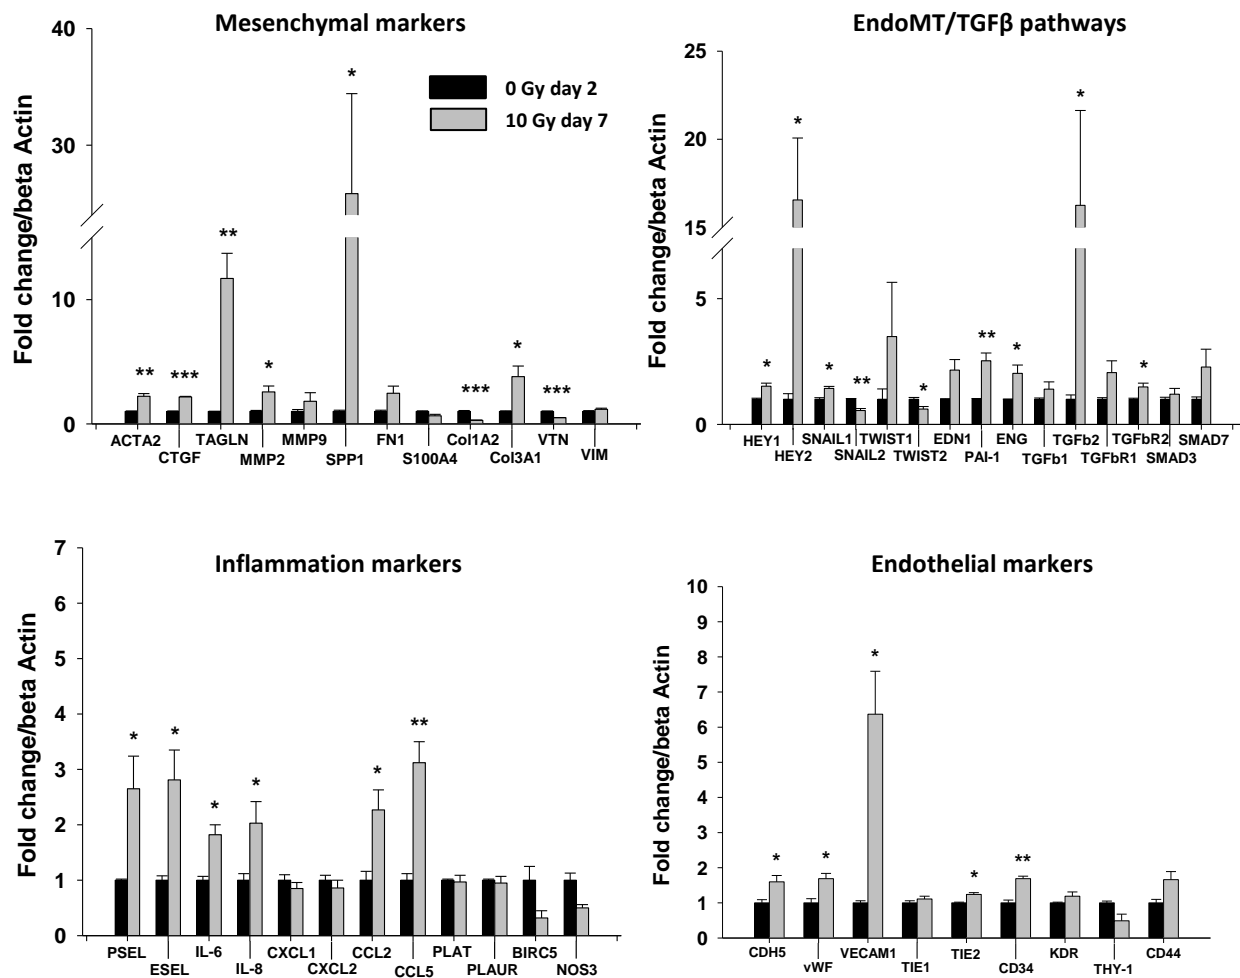 Mesenchymal markers
40
30
10
0
Fold change/beta Actin
0 Gy day 2
10 Gy day 7
** *** ** * * *** * ***
ACTA2 TAGLN MMP9 FN1 Col1A2 VTN
CTGF MMP2 SPP1 S100A4 Col3A1 VIM
EndoMT/TGFβ pathways
25
20
15
5
0
Fold change/beta Actin
* * * ** * ** * * *
HEY1 SNAIL1 TWIST1 EDN1 ENG TGFb2 TGFbR2 SMAD7
HEY2 SNAIL2 TWIST2 PAI-1 TGFb1 TGFbR1 SMAD3
Inflammation markers
7
6
5
4
3
2
1
0
Fold change/beta Actin
* * * * * **
PSEL IL-6 CXCL1 CCL2 PLAT BIRC5
ESEL IL-8 CXCL2 CCL5 PLAUR NOS3
Endothelial markers
10
9
8
7
6
5
4
3
2
1
0
Fold change/beta Actin
* * * * **
CDH5 VECAM1 TIE2 KDR CD44
vWF TIE1 CD34 THY-1